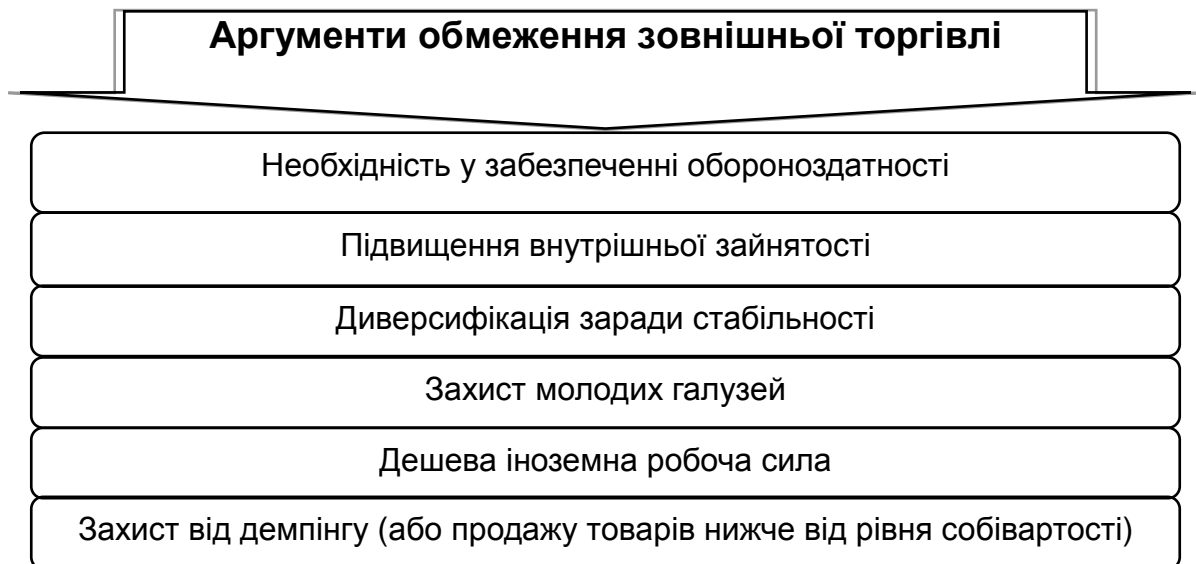 Аргументи обмеження зовнішньої торгівлі
Необхідність у забезпеченні обороноздатності
Підвищення внутрішньої зайнятості
Диверсифікація заради стабільності
Захист молодих галузей
Дешева іноземна робоча сила
Захист від демпінгу (або продажу товарів нижче від рівня собівартості)